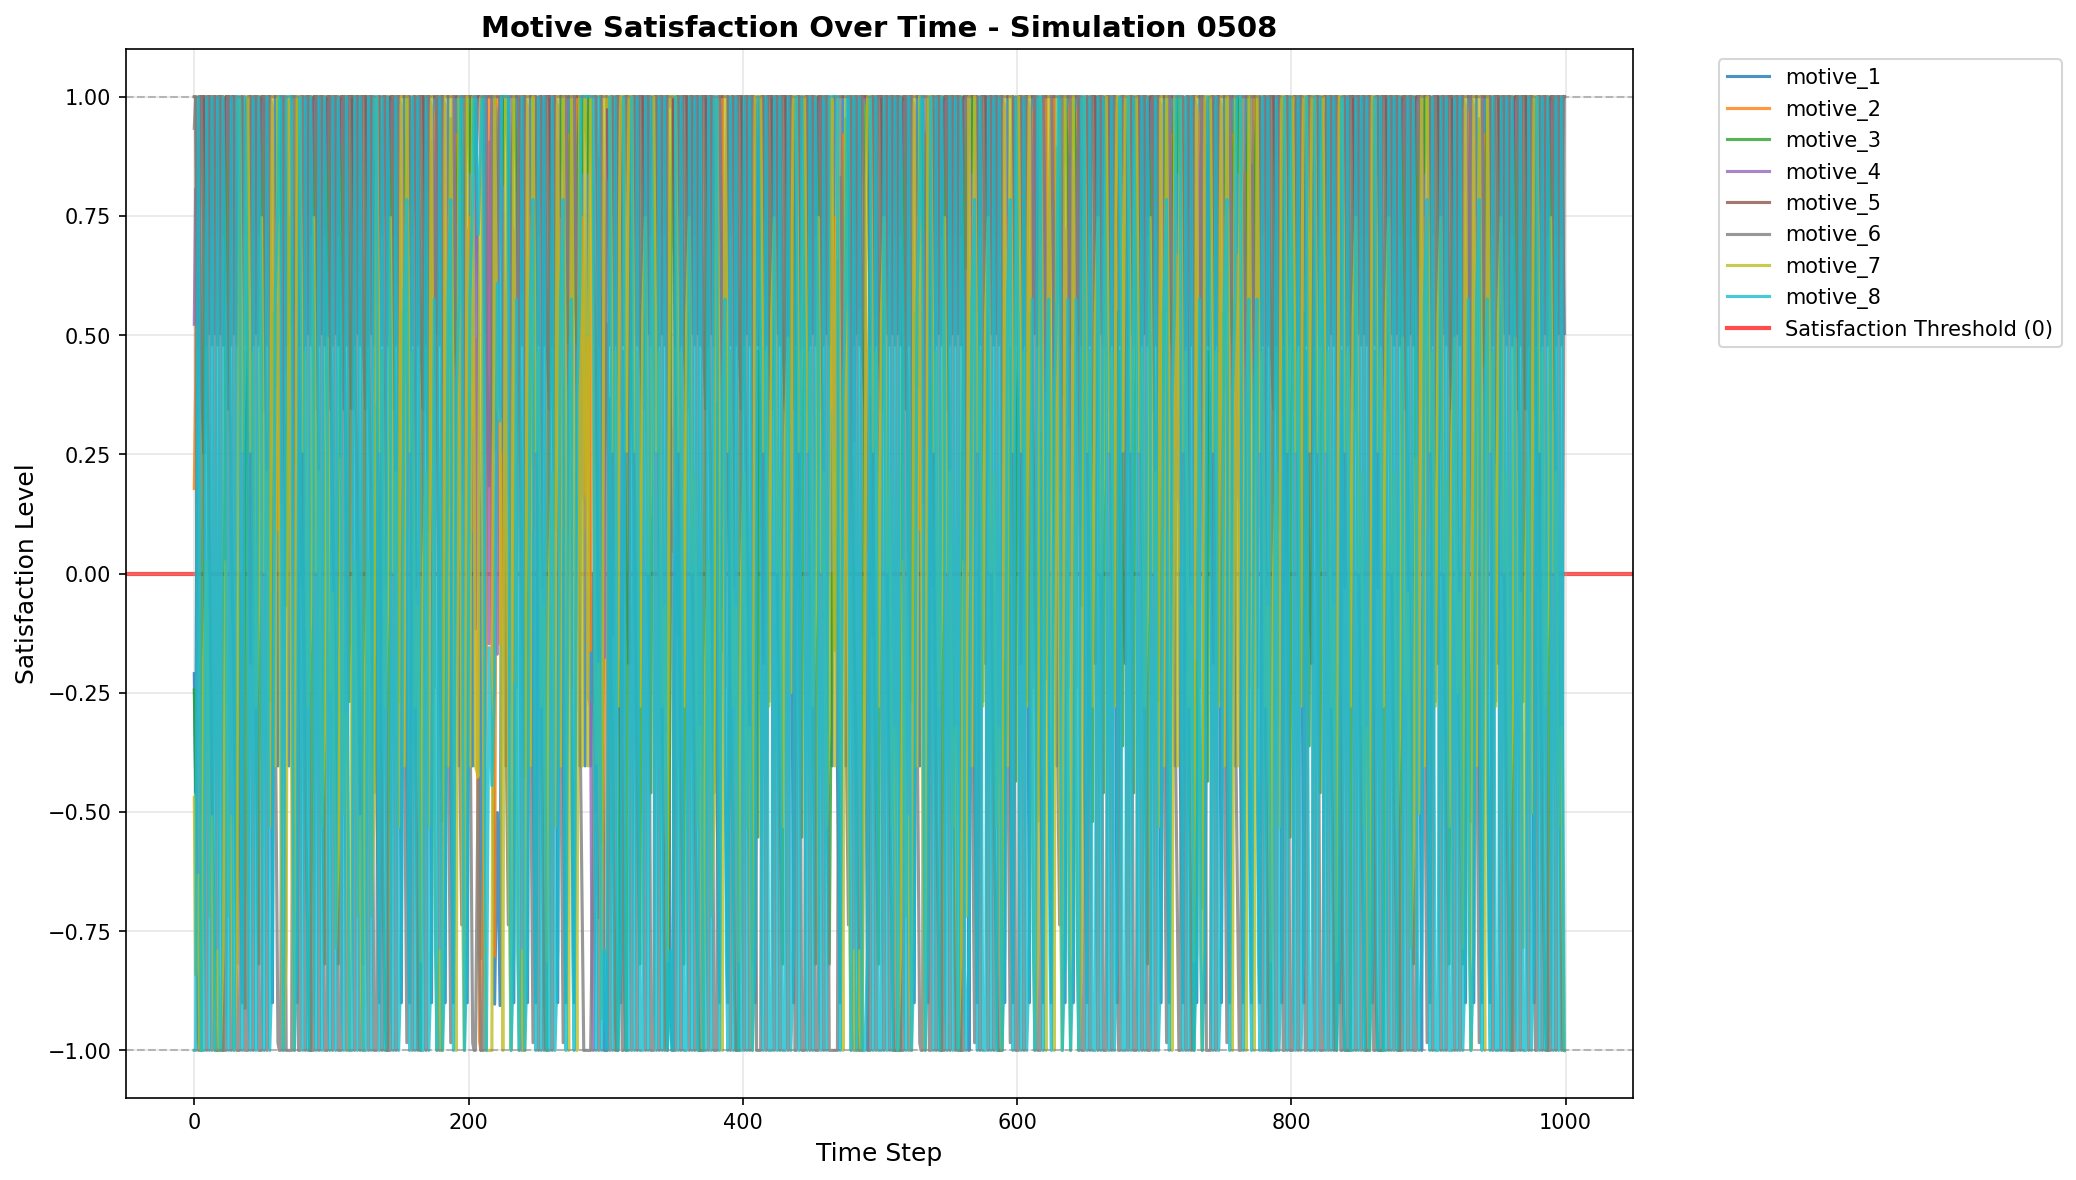 Motive Satisfaction Over Time - Simulation 0508
Satisfaction Level
1.00
0.75
0.50
0.25
0.00
−0.25
−0.50
−0.75
−1.00
0
200
400
600
800
1000
Time Step
motive_1
motive_2
motive_3
motive_4
motive_5
motive_6
motive_7
motive_8
Satisfaction Threshold (0)